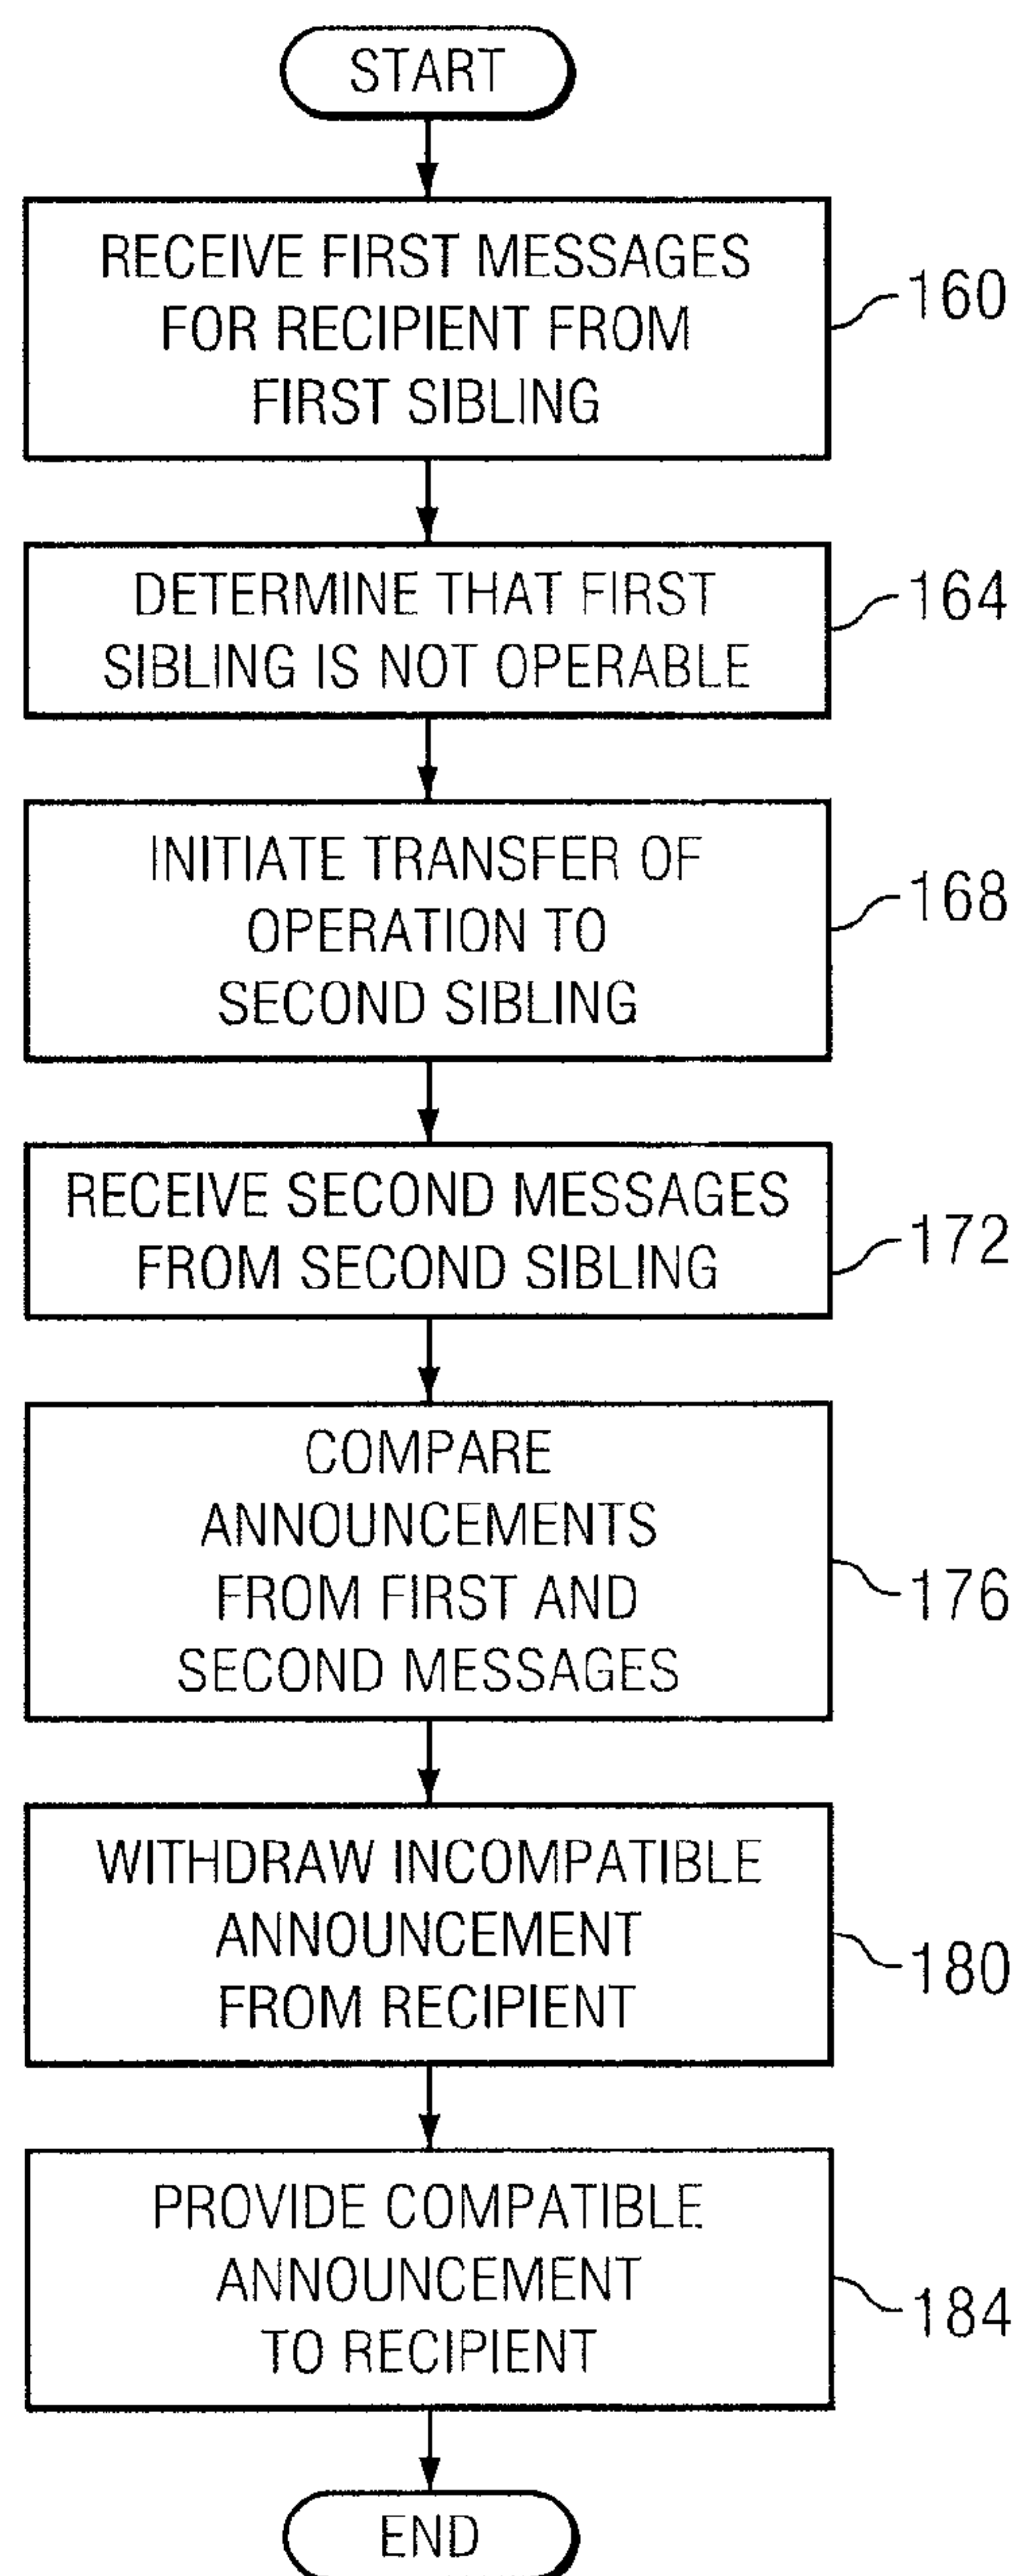 START
RECEIVE FIRST MESSAGES
FOR RECIPIENT FROM
FIRST SIBLING
160
DETERMINE THAT FIRST
SIBLING IS NOT OPERABLE
164
INITIATE TRANSFER OF
OPERATION TO
SECOND SIBLING
168
RECEIVE SECOND MESSAGES
FROM SECOND SIBLING
172
COMPARE
ANNOUNCEMENTS
FROM FIRST AND
SECOND MESSAGES
176
WITHDRAW INCOMPATIBLE
ANNOUNCEMENT
FROM RECIPIENT
180
PROVIDE COMPATIBLE
ANNOUNCEMENT
TO RECIPIENT
184
END